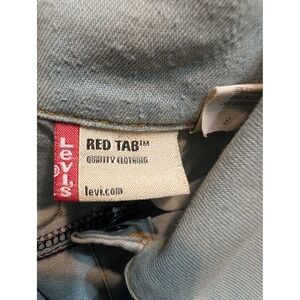 Levi's
®
RED TAB™
QUALITY CLOTHING
levi.com